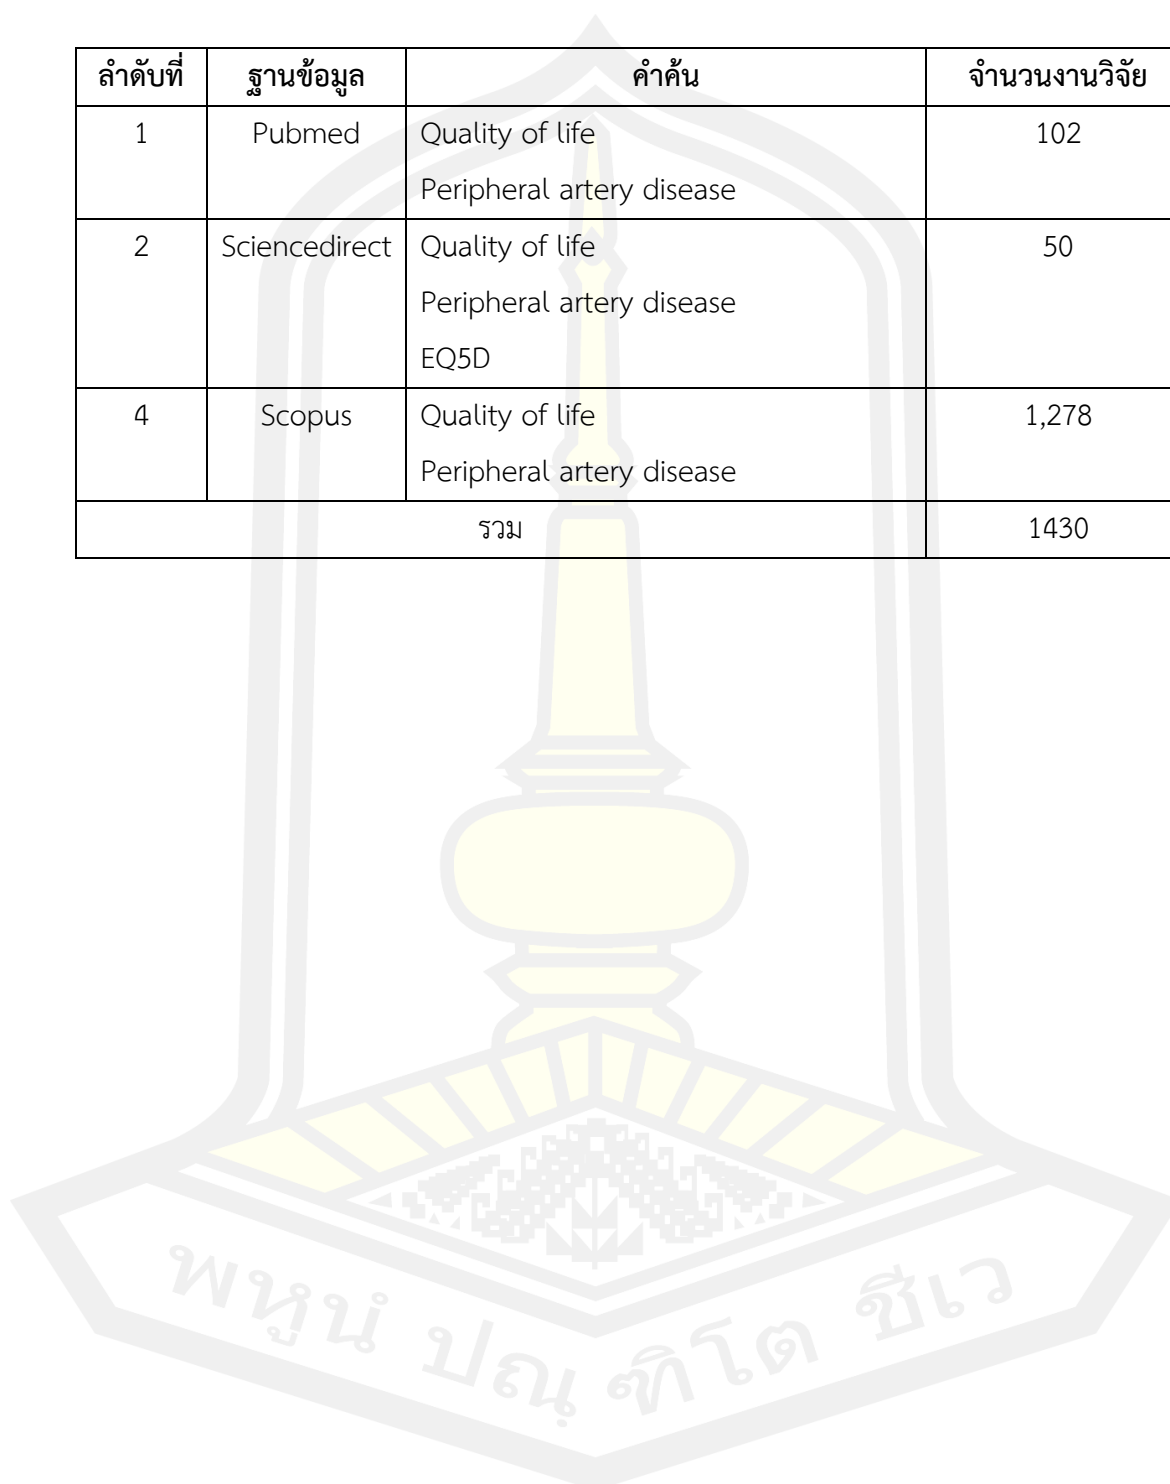 ลำดับที่ ฐานข้อมูล คำค้น จำนวนงานวิจัย
1 Pubmed Quality of life 102
Peripheral artery disease
2 Sciencedirect Quality of life 50
Peripheral artery disease
EQ5D
4 Scopus Quality of life 1,278
Peripheral artery disease
รวม 1430
พหูนํ ปณฺฑิโต ชีเว